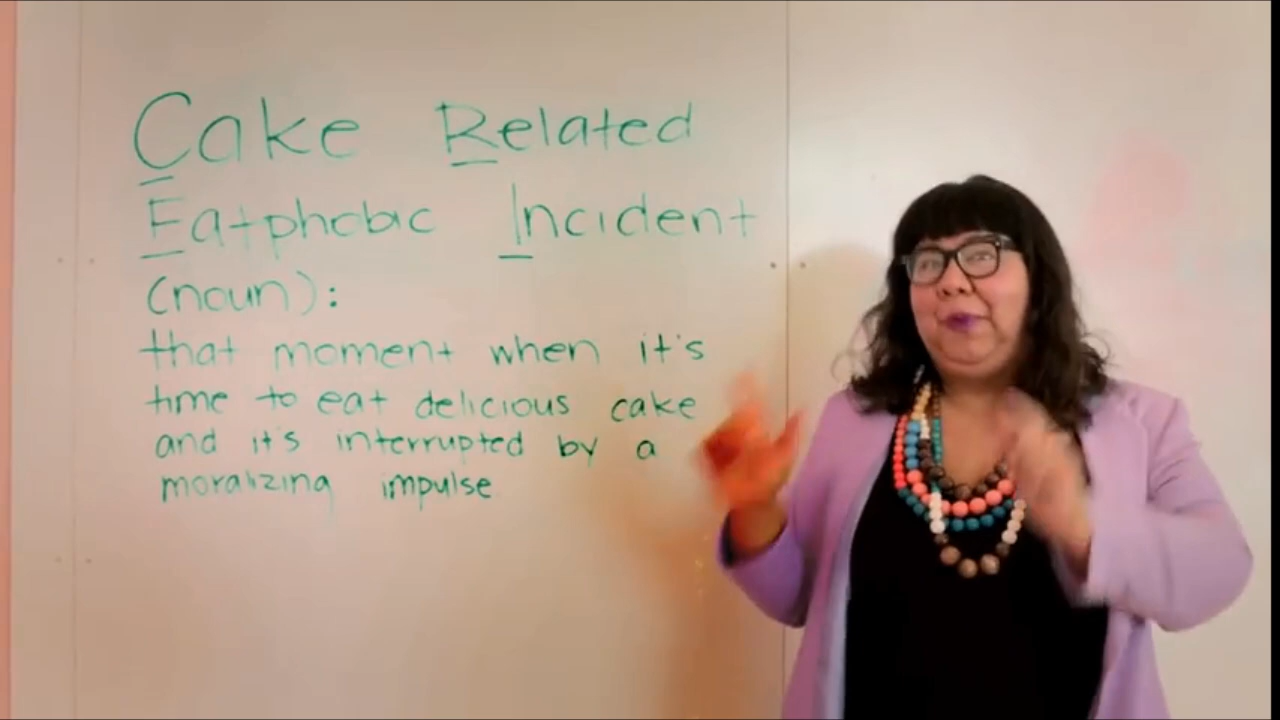 Cake Related
Eatphobic Incident
(noun):
that moment when it's
time to eat delicious cake
and it's interrupted by a
moralizing impulse